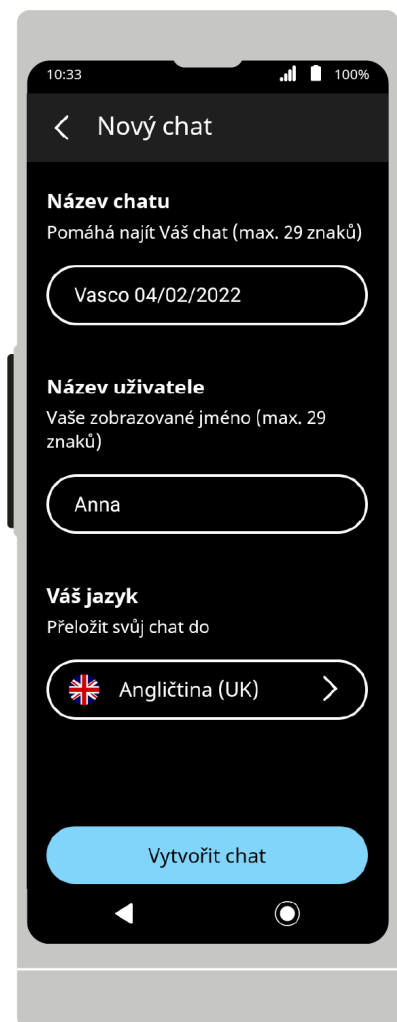 10:33
100%
Nový chat
Název chatu
Pomáhá najít Váš chat (max. 29 znaků)
Vasco 04/02/2022
Název uživatele
Vaše zobrazované jméno (max. 29
znaků)
Anna
Váš jazyk
Přeložit svůj chat do
Angličtina (UK)
Vytvořit chat